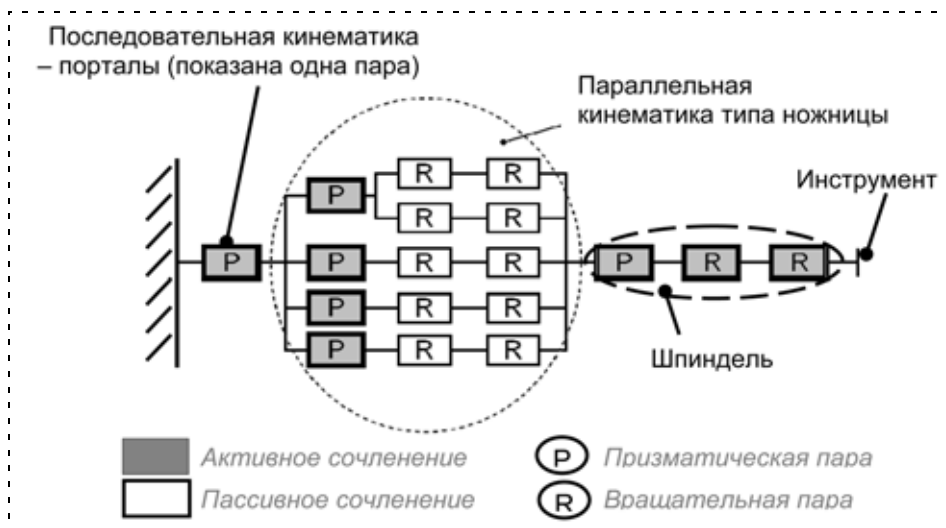 Последовательная кинематика
– порталы (показана одна пара)
Параллельная
кинематика типа ножницы
Инструмент
R R
P
R R
P P R R P R R
P R R
P R R
Шпиндель
Активное сочленение
P Призматическая пара
Пассивное сочленение
R Вращательная пара